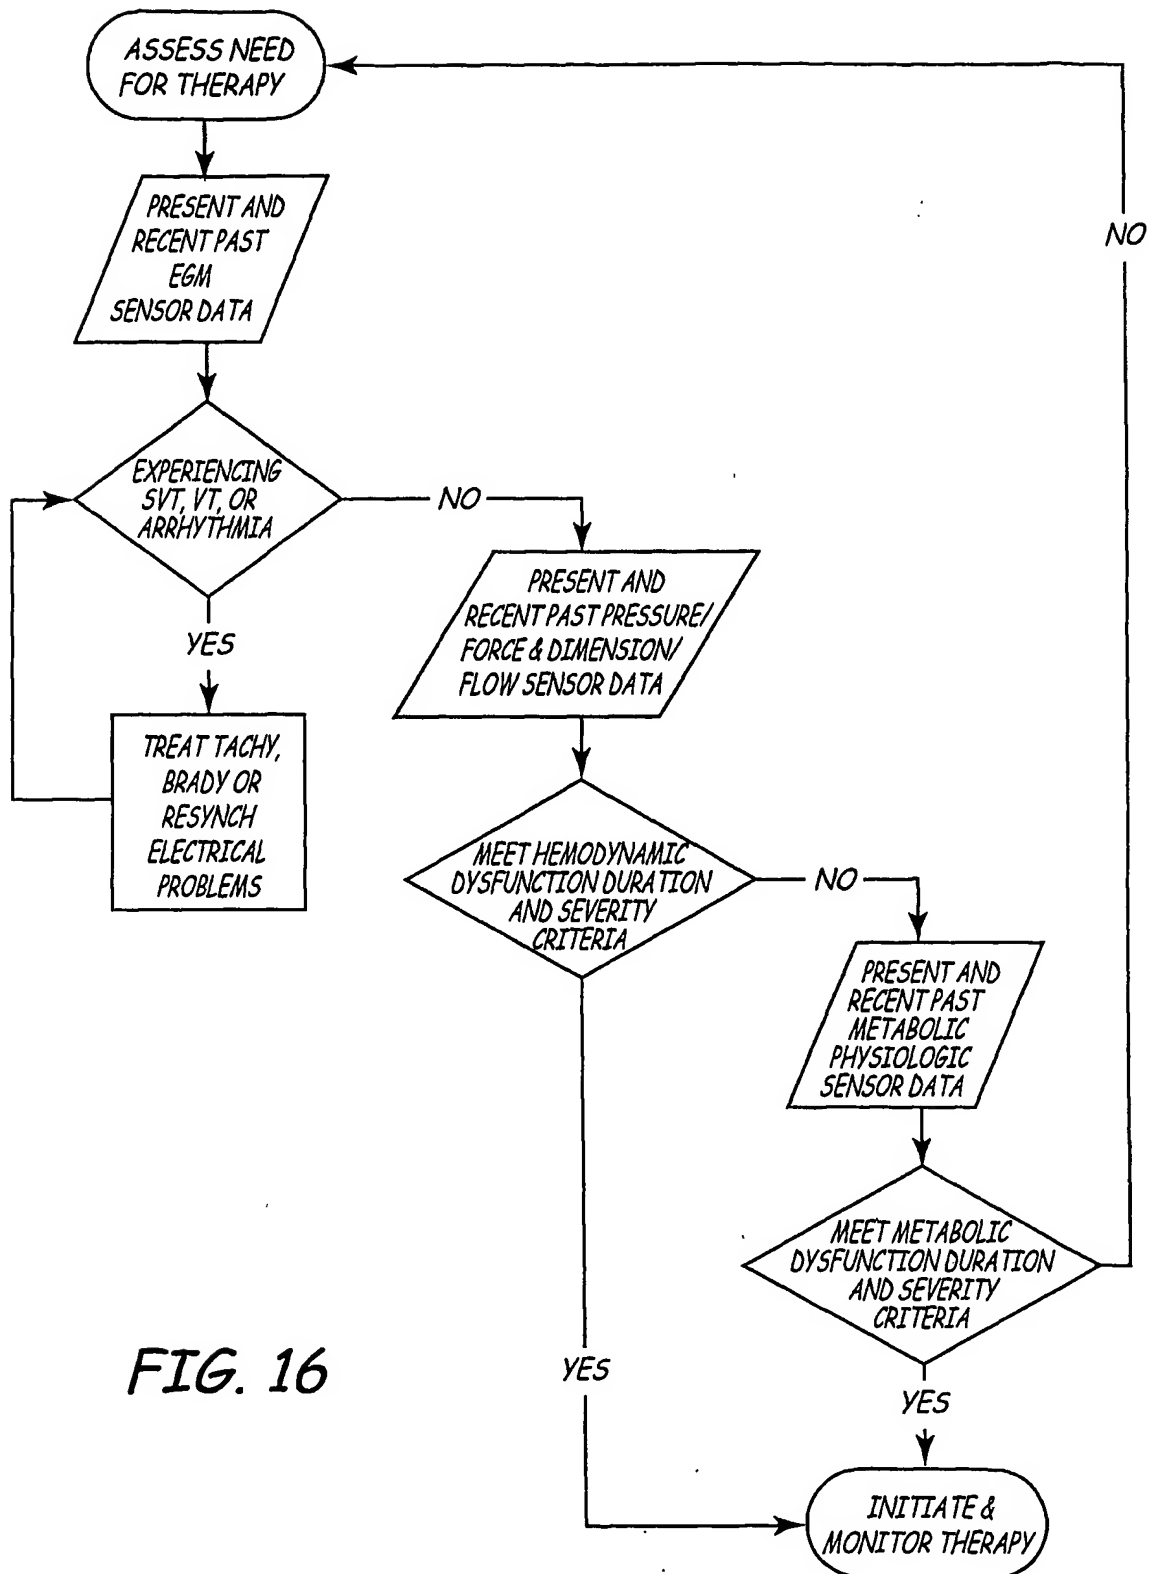 ASSESS NEED
FOR THERAPY
PRESENT AND
RECENT PAST
EGM
SENSOR DATA
NO
EXPERIENCING
SVT, VT, OR
ARRHYTHMIA
NO
YES
TREAT TACHY,
BRADY OR
RESYNCH
ELECTRICAL
PROBLEMS
PRESENT AND
RECENT PAST PRESSURE/
FORCE & DIMENSION/
FLOW SENSOR DATA
MEET HEMODYNAMIC
DYSFUNCTION DURATION
AND SEVERITY
CRITERIA
NO
PRESENT AND
RECENT PAST
METABOLIC
PHYSIOLOGIC
SENSOR DATA
MEET METABOLIC
DYSFUNCTION DURATION
AND SEVERITY
CRITERIA
YES
YES
INITIATE &
MONITOR THERAPY
FIG. 16